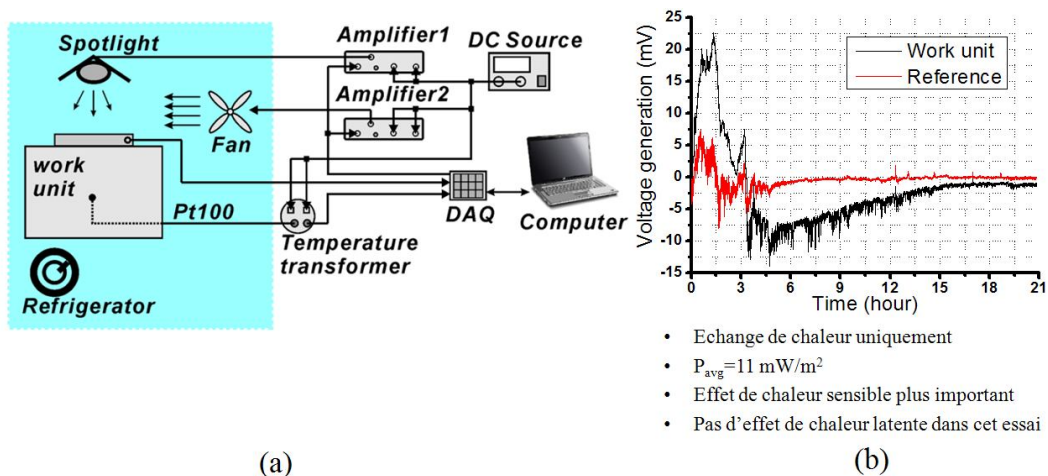 Spotlight
Amplifier1
DC Source
Amplifier2
Fan
work
unit
Pt100
DAQ
Computer
Temperature
transformer
Refrigerator
(a)
Voltage generation (mV)
25
20
15
10
5
0
-5
-10
-15
Work unit
Reference
0 3 6 9 12 15 18 21
Time (hour)
• Echange de chaleur uniquement
• Pavg=11 mW/m²
• Effet de chaleur sensible plus important
• Pas d’effet de chaleur latente dans cet essai
(b)